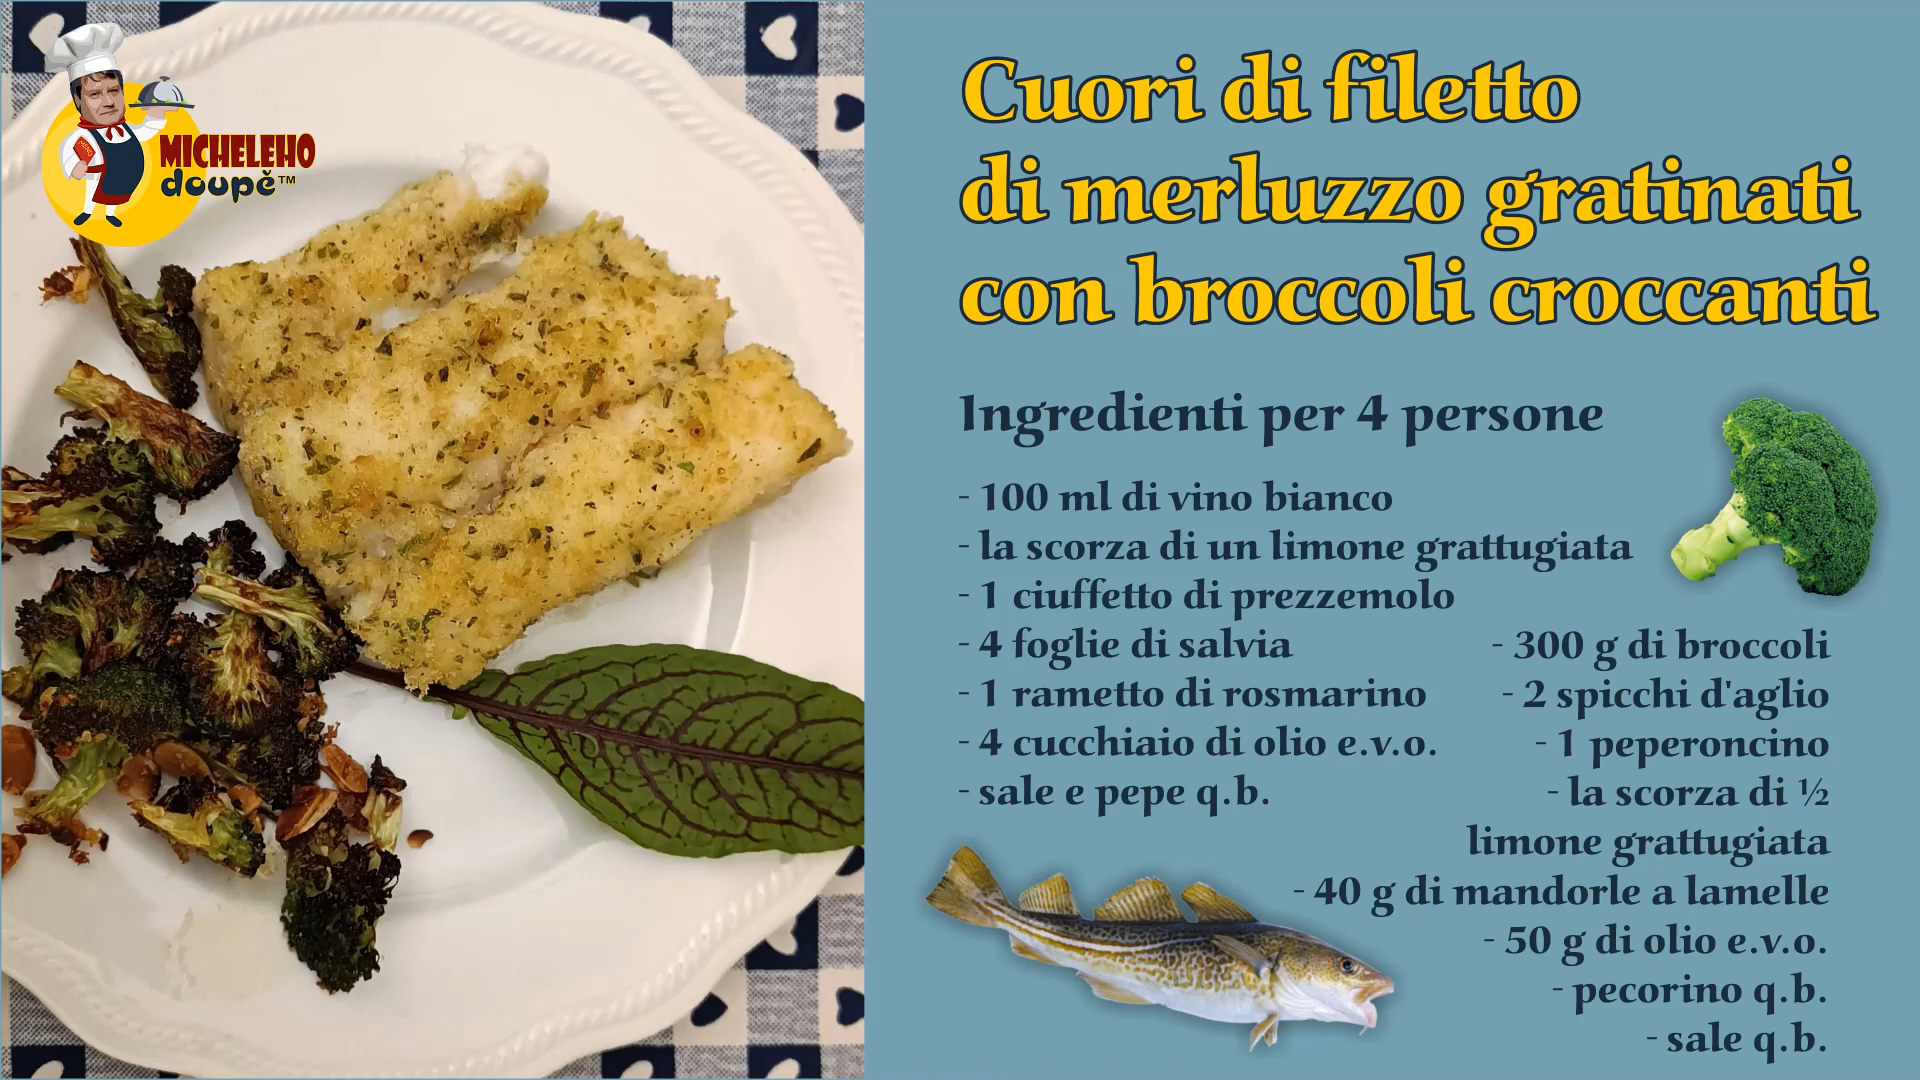 MICHELEHO
doupě™
MENU
Cuori di filetto
di merluzzo gratinati
con broccoli croccanti
Ingredienti per 4 persone
- 100 ml di vino bianco
- la scorza di un limone grattugiata
- 1 ciuffetto di prezzemolo
- 4 foglie di salvia
- 1 rametto di rosmarino
- 4 cucchiaio di olio e.v.o.
- sale e pepe q.b.
- 300 g di broccoli
- 2 spicchi d'aglio
- 1 peperoncino
- la scorza di ½
limone grattugiata
- 40 g di mandorle a lamelle
- 50 g di olio e.v.o.
- pecorino q.b.
- sale q.b.